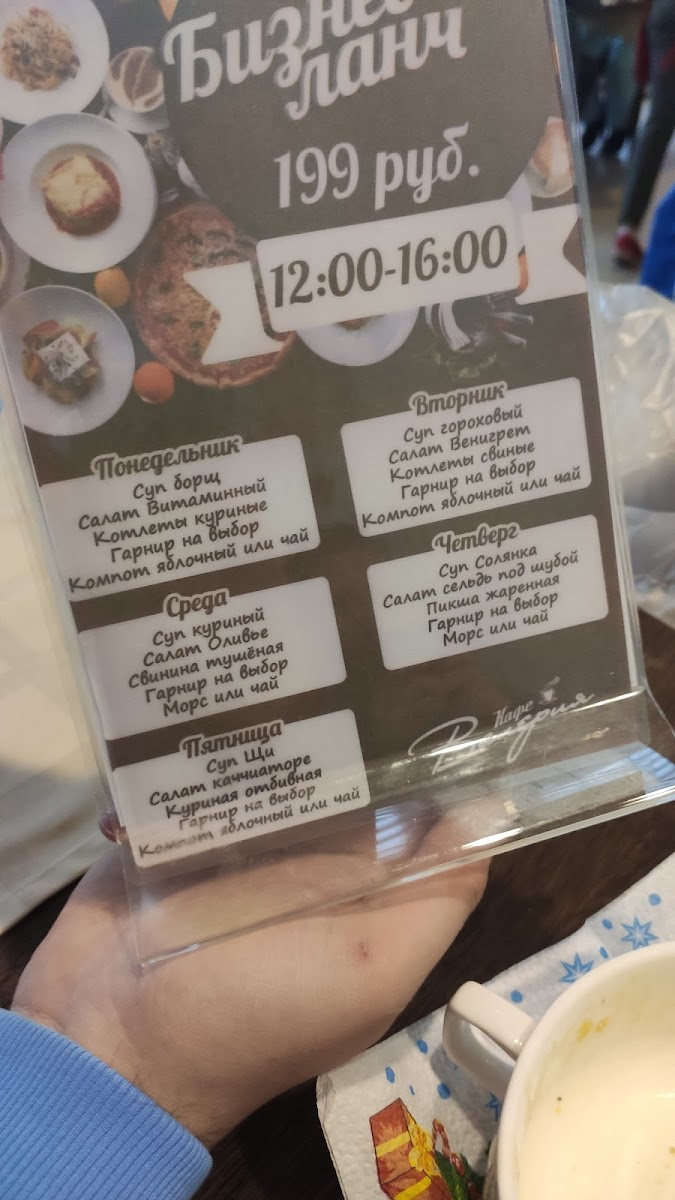 Бизнес
ланч
199 руб.
12:00-16:00
Понедельник
Суп борщ
Салат Витаминный
Котлеты куриные
Гарнир на выбор
Компот яблочный или чай
Вторник
Суп гороховый
Салат Венигрет
Котлеты свиные
Гарнир на выбор
Компот яблочный или чай
Среда
Суп куриный
Салат Оливье
Свинина тушёная
Гарнир на выбор
Морс или чай
Четверг
Суп Солянка
Салат сельдь под шубой
Пикша жаренная
Гарнир на выбор
Морс или чай
Пятница
Суп Щи
Салат каччиаторе
Куриная отбивная
Гарнир на выбор
Компот яблочный или чай
Кафе